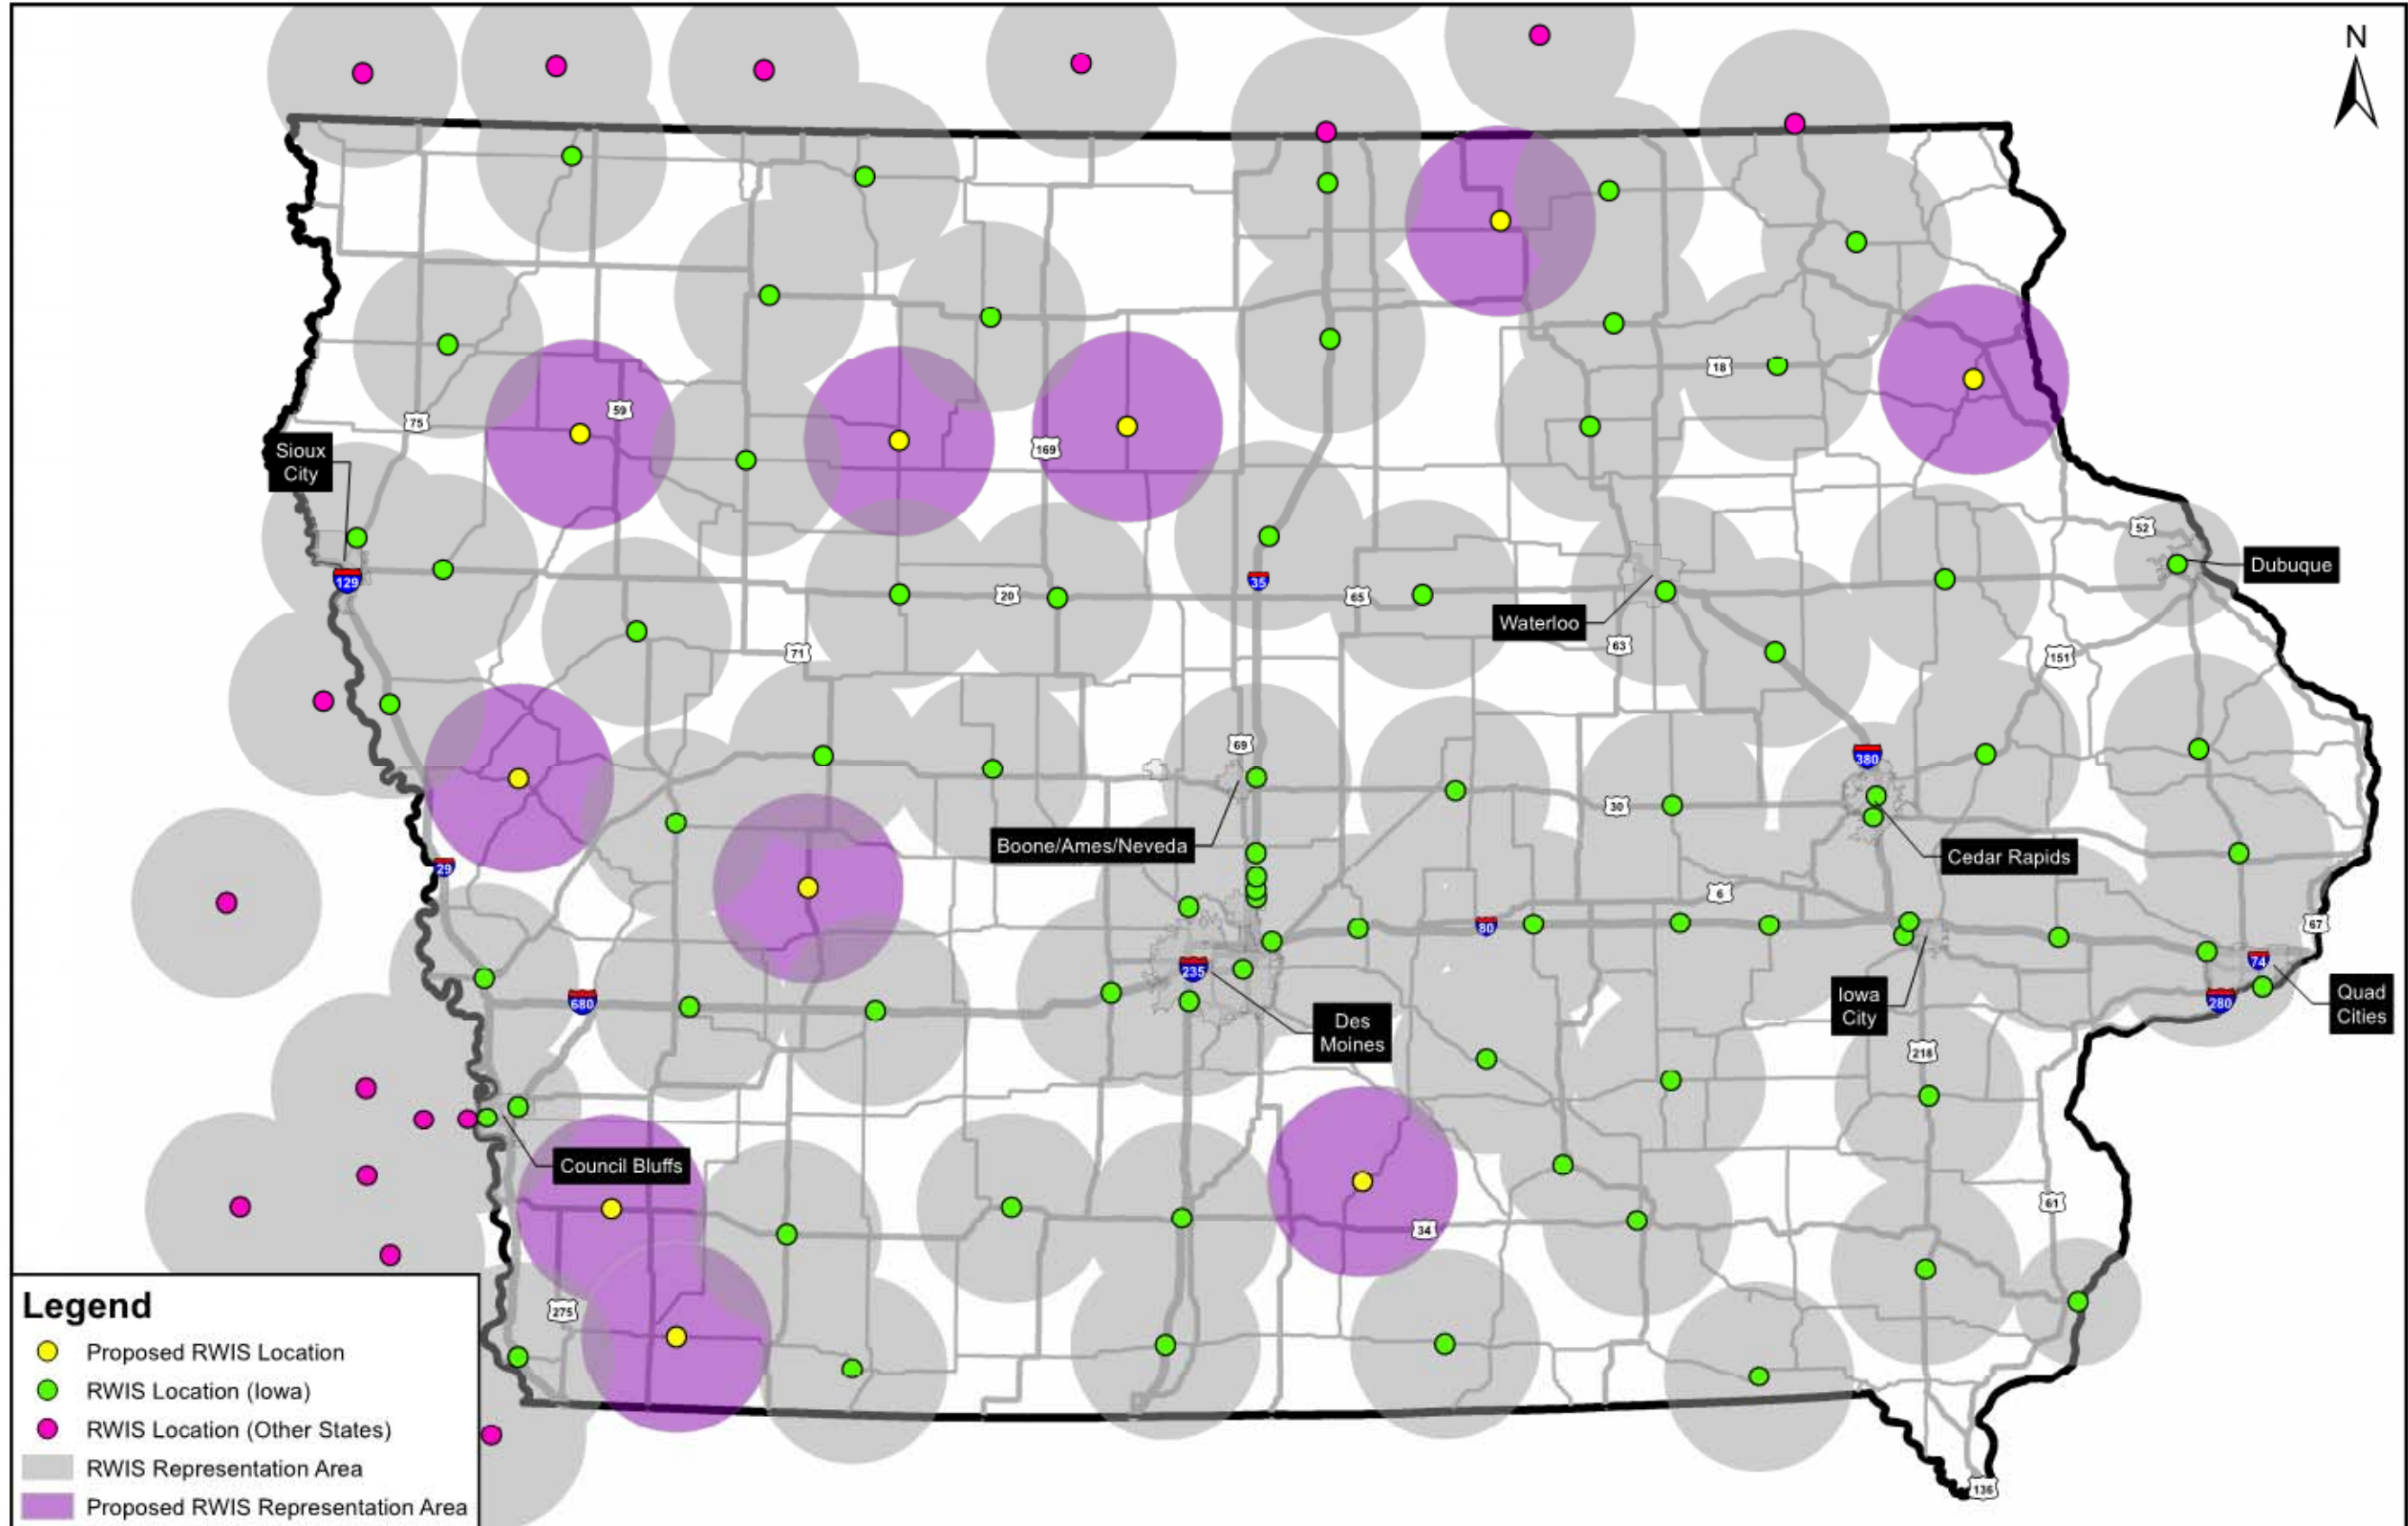 N
18
59
75
169
Sioux
City
52
129
35
Dubuque
20
65
Waterloo
63
71
151
69
380
30
Boone/Ames/Neveda
Cedar Rapids
29
6
80
67
235
74
680
Iowa
City
280
Quad
Cities
Des
Moines
218
Council Bluffs
61
34
275
136
Legend
Proposed RWIS Location
RWIS Location (Iowa)
RWIS Location (Other States)
RWIS Representation Area
Proposed RWIS Representation Area